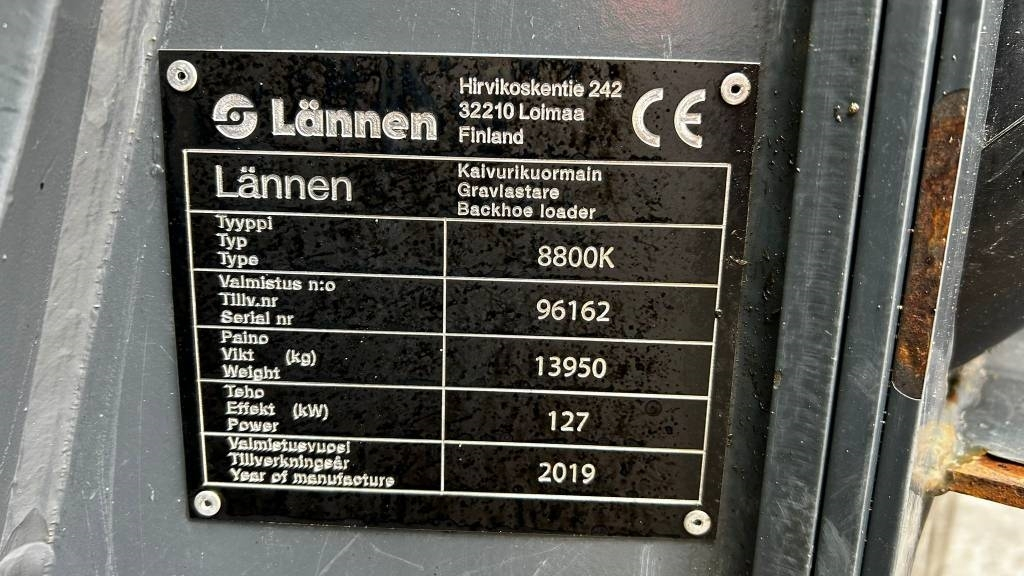 Lännen
Hirvikoskentie 242
32210 Loimaa
Finland
CE
Lännen
Kaivurikuormain
Grävlastare
Backhoe loader
Tyyppi
Typ
Type
8800K
Valmistus n:o
Tillv.nr
Serial nr
96162
Paino
Vikt (kg)
Weight
13950
Teho
Effekt (kW)
Power
127
Valmistusvuosi
Tillverkningsår
Year of manufacture
2019